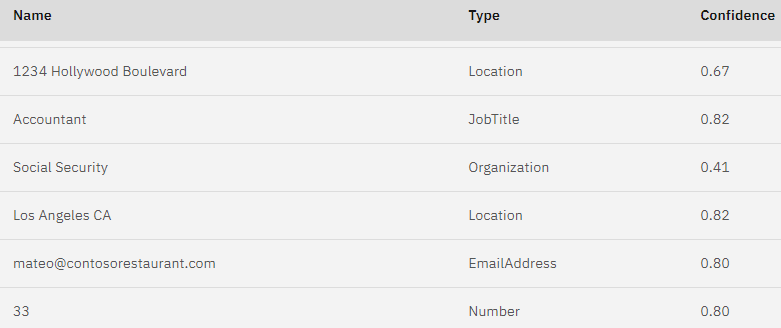 Name Type Confidence
1234 Hollywood Boulevard Location 0.67
Accountant JobTitle 0.82
Social Security Organization 0.41
Los Angeles CA Location 0.82
mateo@contosorestaurant.com EmailAddress 0.80
33 Number 0.80